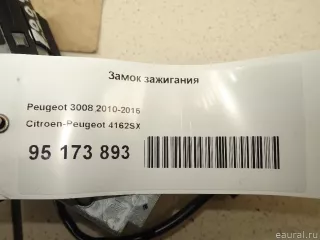 Замок зажигания
Peugeot 3008 2010-2016
Citroen-Peugeot 4162SX
95 173 893
eaural.ru